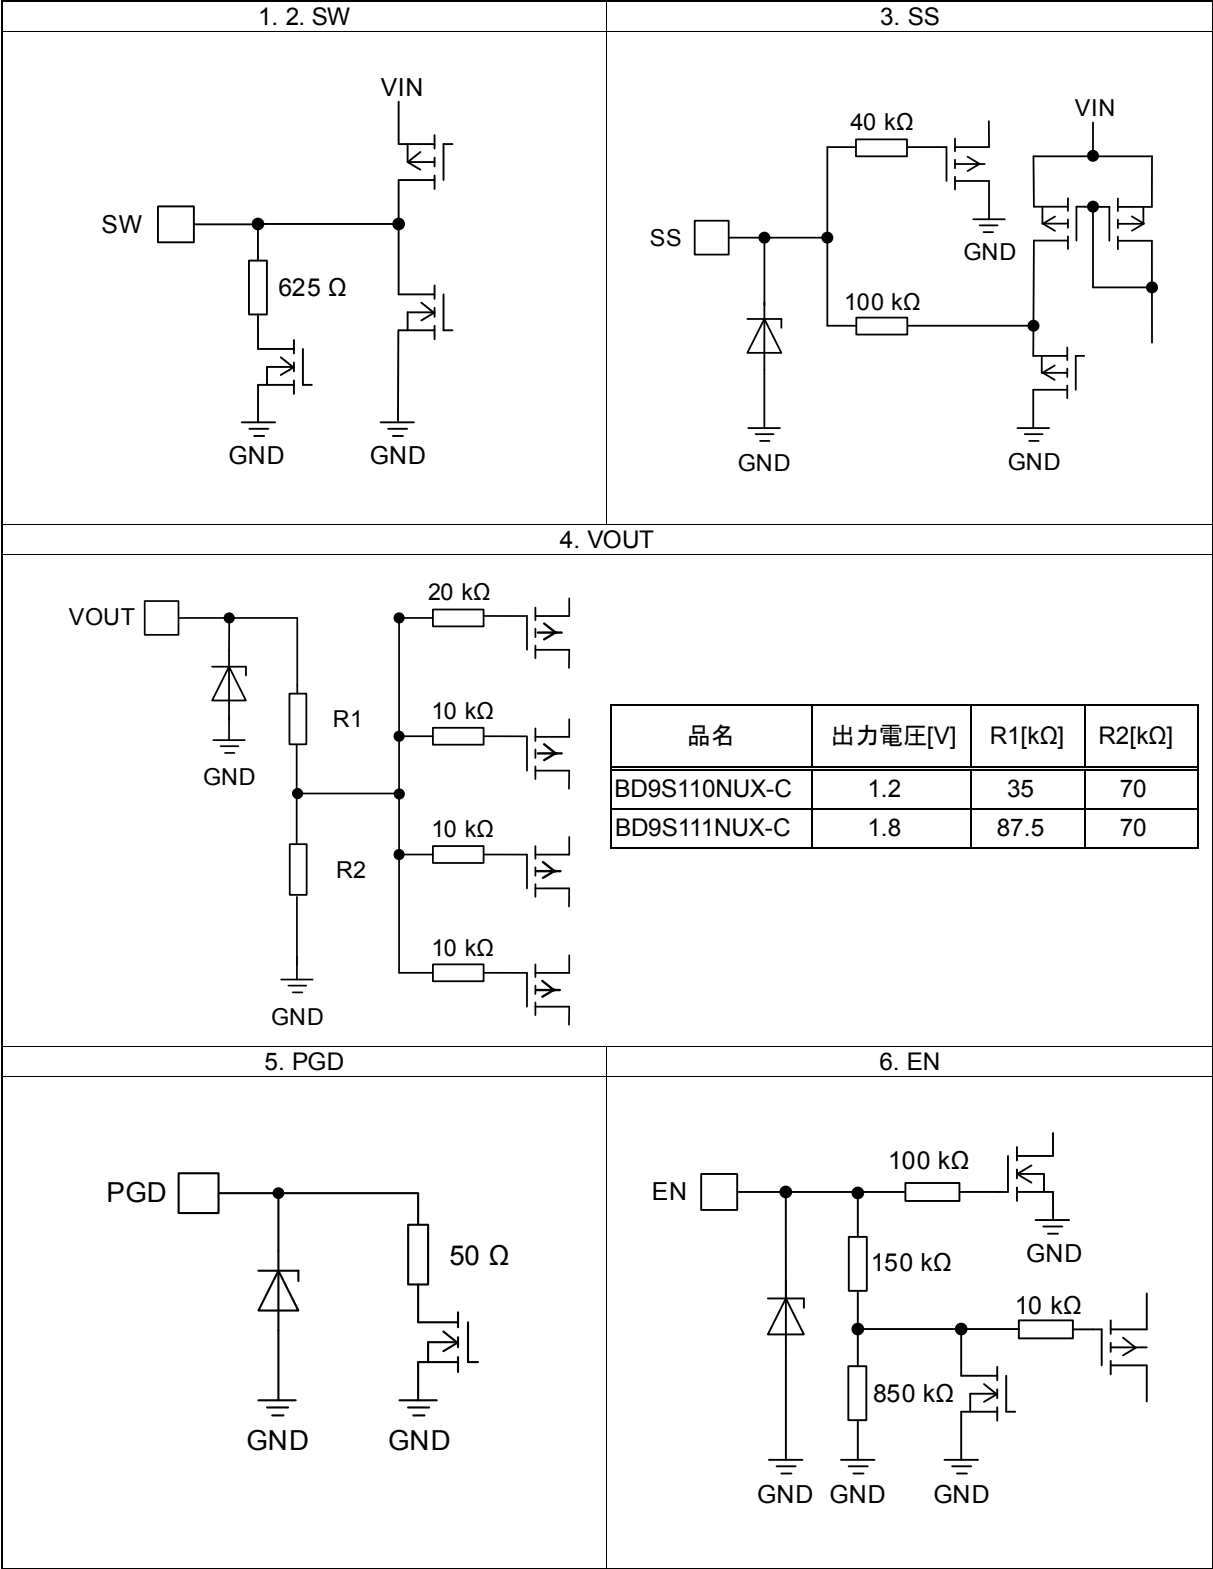 1. 2. SW
VIN
SW
625 Ω
GND
GND
3. SS
VIN
40 kΩ
SS
GND
100 kΩ
GND
GND
4. VOUT
20 kΩ
VOUT
R1
10 kΩ
GND
10 kΩ
R2
10 kΩ
GND
品名 出力電圧[V] R1[kΩ] R2[kΩ]
BD9S110NUX-C 1.2 35 70
BD9S111NUX-C 1.8 87.5 70
5. PGD
PGD
50 Ω
GND
GND
6. EN
100 kΩ
EN
GND
150 kΩ
10 kΩ
850 kΩ
GND
GND
GND